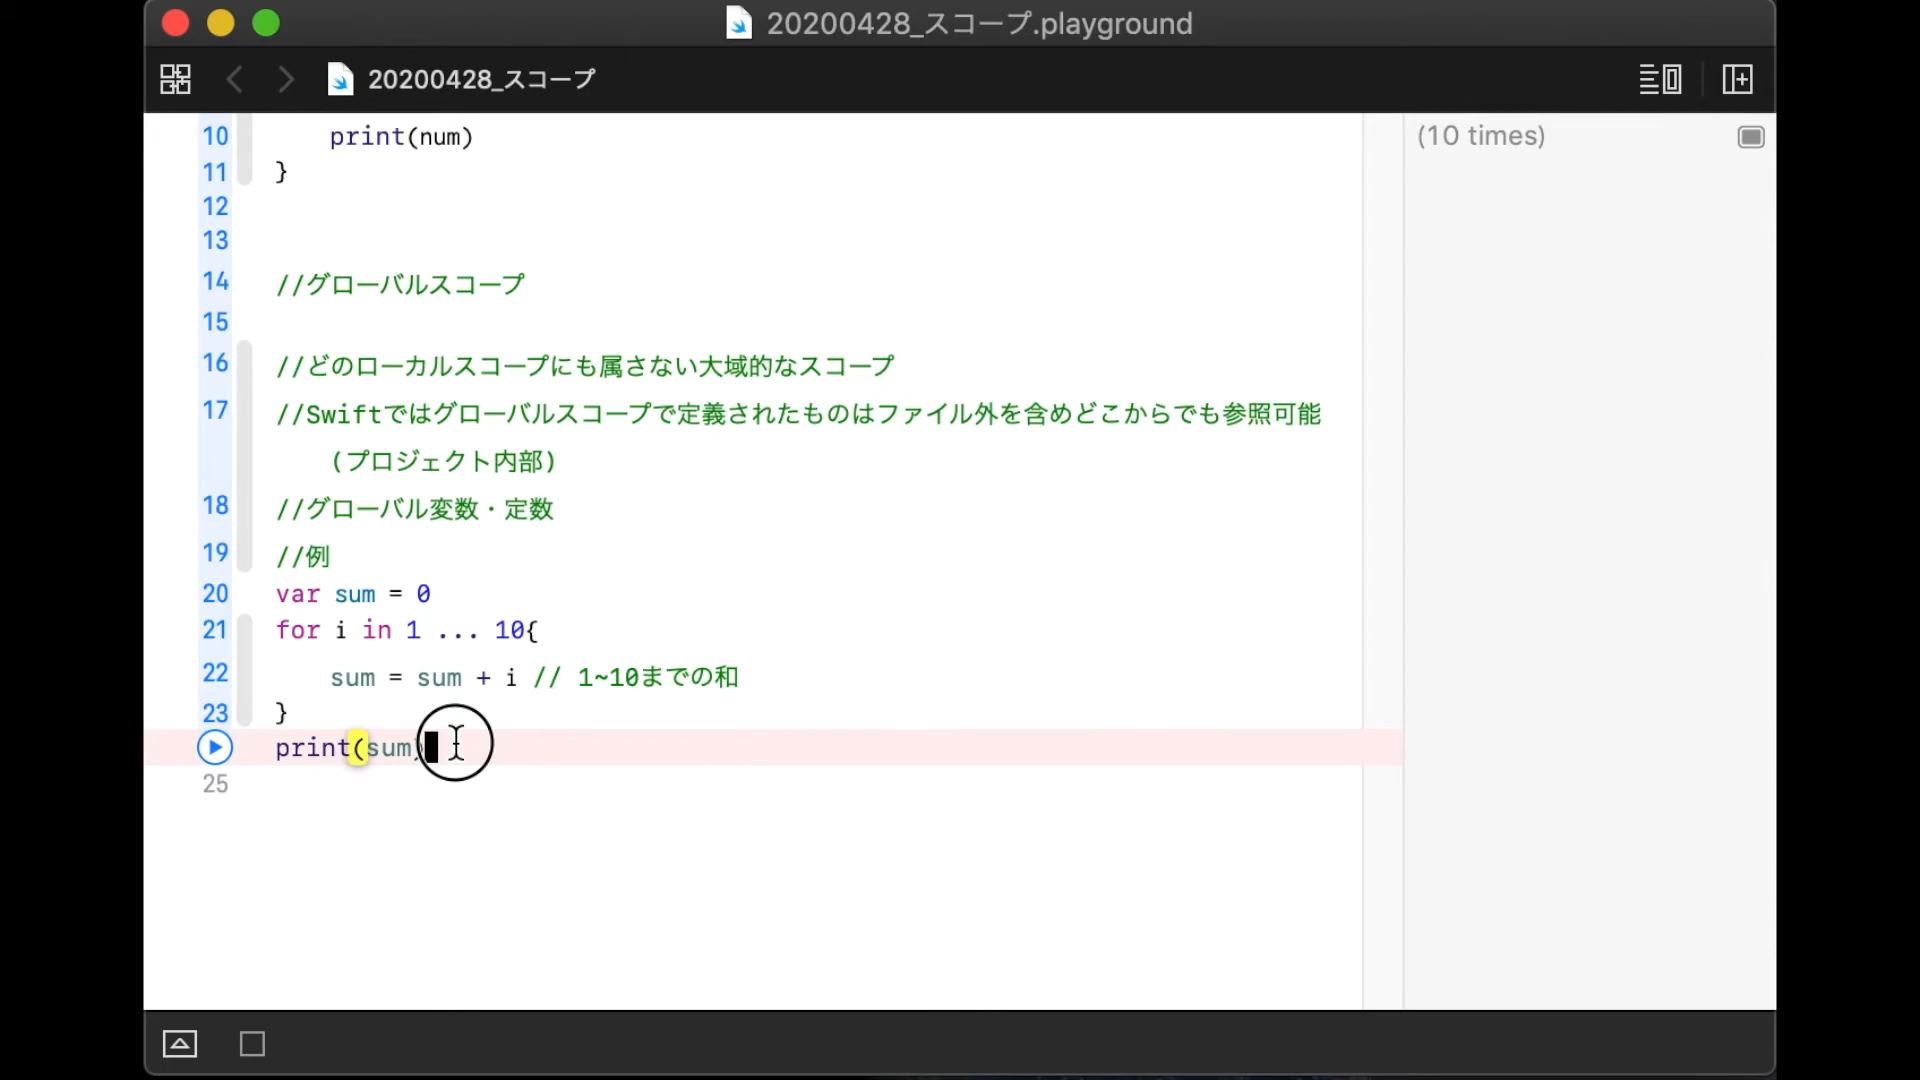 20200428_スコープ.playground
20200428_スコープ
10 print(num)
(10 times)
11 }
12
13
14 //グローバルスコープ
15
16 //どのローカルスコープにも属さない大域的なスコープ
17 //Swiftではグローバルスコープで定義されたものはファイル外を含めどこからでも参照可能
(プロジェクト内部)
18 //グローバル変数・定数
19 //例
20 var sum = 0
21 for i in 1 ... 10{
22 sum = sum + i // 1~10までの和
23 }
print(sum)
25